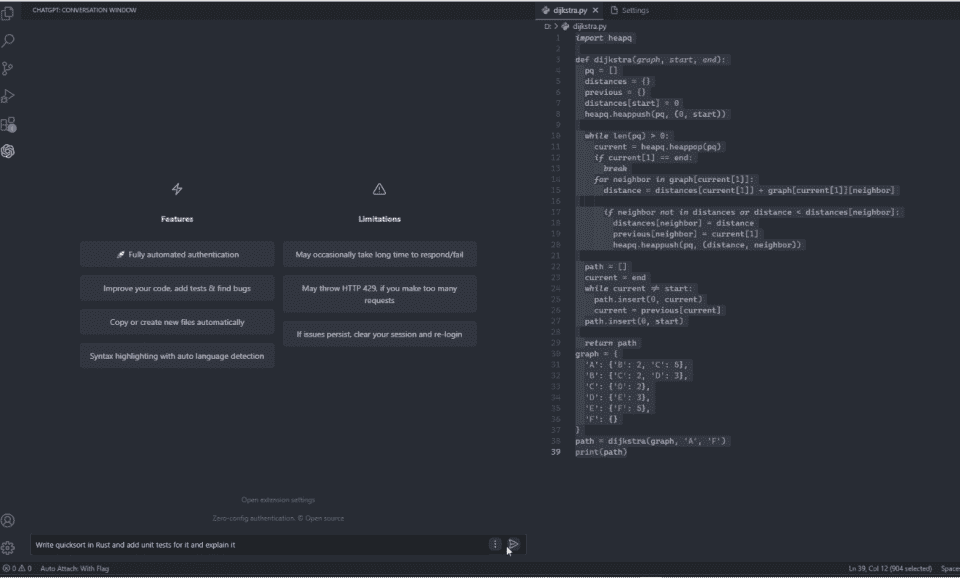 CHATGPT: CONVERSATION WINDOW
Features
🚀 Fully automated authentication
Improve your code, add tests & find bugs
Copy or create new files automatically
Syntax highlighting with auto language detection
Limitations
May occasionally take long time to respond/fail
May throw HTTP 429, if you make too many
requests
If issues persist, clear your session and re-login
Open extension settings
Zero-config authentication. © Open source
Write quicksort in Rust and add unit tests for it and explain it
dijkstra.py
Settings
D: > dijkstra.py
1 import heapq
2
3 def dijkstra(graph, start, end):
4 pq = []
5 distances = {}
6 previous = {}
7 distances[start] = 0
8 heapq.heappush(pq, (0, start))
9
10 while len(pq) > 0:
11 current = heapq.heappop(pq)
12 if current[1] == end:
13 break
14 for neighbor in graph[current[1]]:
15 distance = distances[current[1]] + graph[current[1]][neighbor]
16
17 if neighbor not in distances or distance < distances[neighbor]:
18 distances[neighbor] = distance
19 previous[neighbor] = current[1]
20 heapq.heappush(pq, (distance, neighbor))
21
22 path = []
23 current = end
24 while current != start:
25 path.insert(0, current)
26 current = previous[current]
27 path.insert(0, start)
28
29 return path
30 graph = {
31 'A': {'B': 2, 'C': 5},
32 'B': {'C': 2, 'D': 3},
33 'C': {'D': 2},
34 'D': {'E': 3},
35 'E': {'F': 5},
36 'F': {}
37 }
38 path = dijkstra(graph, 'A', 'F')
39 print(path)
0 0 Auto Attach: With Flag
Ln 39, Col 12 (904 selected) Spaces